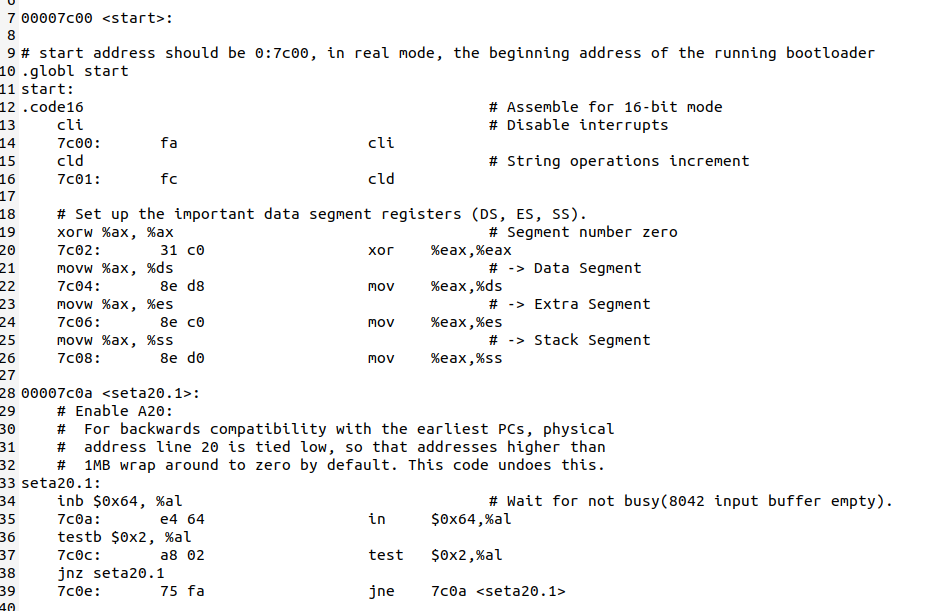 7 00007c00 <start>:
8
9 # start address should be 0:7c00, in real mode, the beginning address of the running bootloader
10 .globl start
11 start:
12 .code16                                             # Assemble for 16-bit mode
13     cli                                             # Disable interrupts
14     7c00:       fa                      cli
15     cld                                             # String operations increment
16     7c01:       fc                      cld
17
18     # Set up the important data segment registers (DS, ES, SS).
19     xorw %ax, %ax                                   # Segment number zero
20     7c02:       31 c0                   xor    %eax,%eax
21     movw %ax, %ds                                   # -> Data Segment
22     7c04:       8e d8                   mov    %eax,%ds
23     movw %ax, %es                                   # -> Extra Segment
24     7c06:       8e c0                   mov    %eax,%es
25     movw %ax, %ss                                   # -> Stack Segment
26     7c08:       8e d0                   mov    %eax,%ss
27
28 00007c0a <seta20.1>:
29     # Enable A20:
30     #  For backwards compatibility with the earliest PCs, physical
31     #  address line 20 is tied low, so that addresses higher than
32     #  1MB wrap around to zero by default. This code undoes this.
33 seta20.1:
34     inb $0x64, %al                                  # Wait for not busy(8042 input buffer empty).
35     7c0a:       e4 64                   in     $0x64,%al
36     testb $0x2, %al
37     7c0c:       a8 02                   test   $0x2,%al
38     jnz seta20.1
39     7c0e:       75 fa                   jne    7c0a <seta20.1>